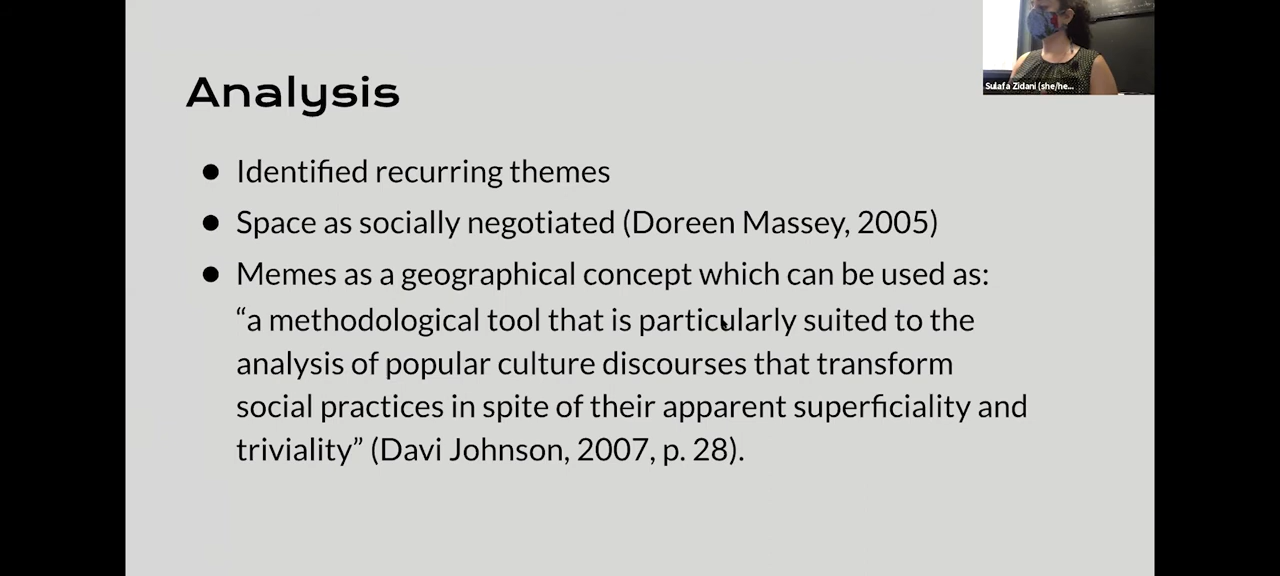 Sulafa Zidani (she/he...
Analysis
● Identified recurring themes
● Space as socially negotiated (Doreen Massey, 2005)
● Memes as a geographical concept which can be used as:
“a methodological tool that is particularly suited to the
analysis of popular culture discourses that transform
social practices in spite of their apparent superficiality and
triviality” (Davi Johnson, 2007, p. 28).